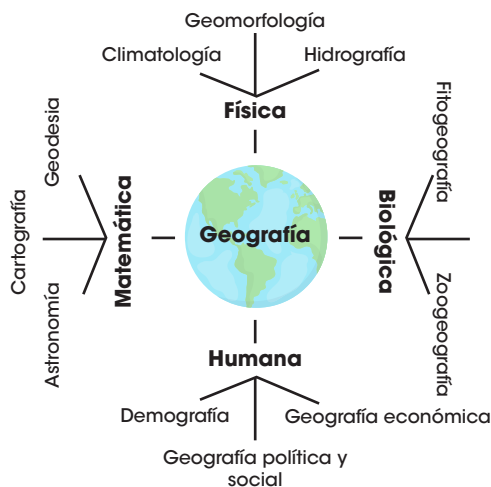 Geomorfología
Climatología
Hidrografía
Física
Geodesia
Cartografía
Astronomía
Matemática
Geografía
Biológica
Fitogeografía
Zoogeografía
Humana
Demografía
Geografía económica
Geografía política y
social